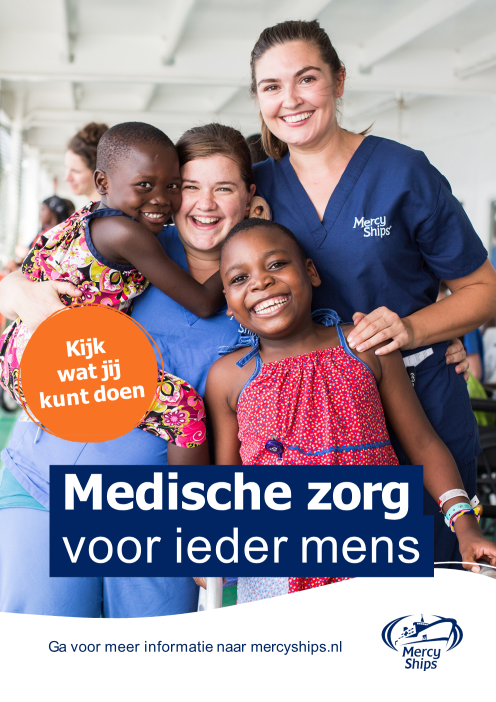 Mercy
Ships
Kijk
wat jij
kunt doen
Medische zorg
voor ieder mens
Ga voor meer informatie naar mercyships.nl
Mercy
Ships